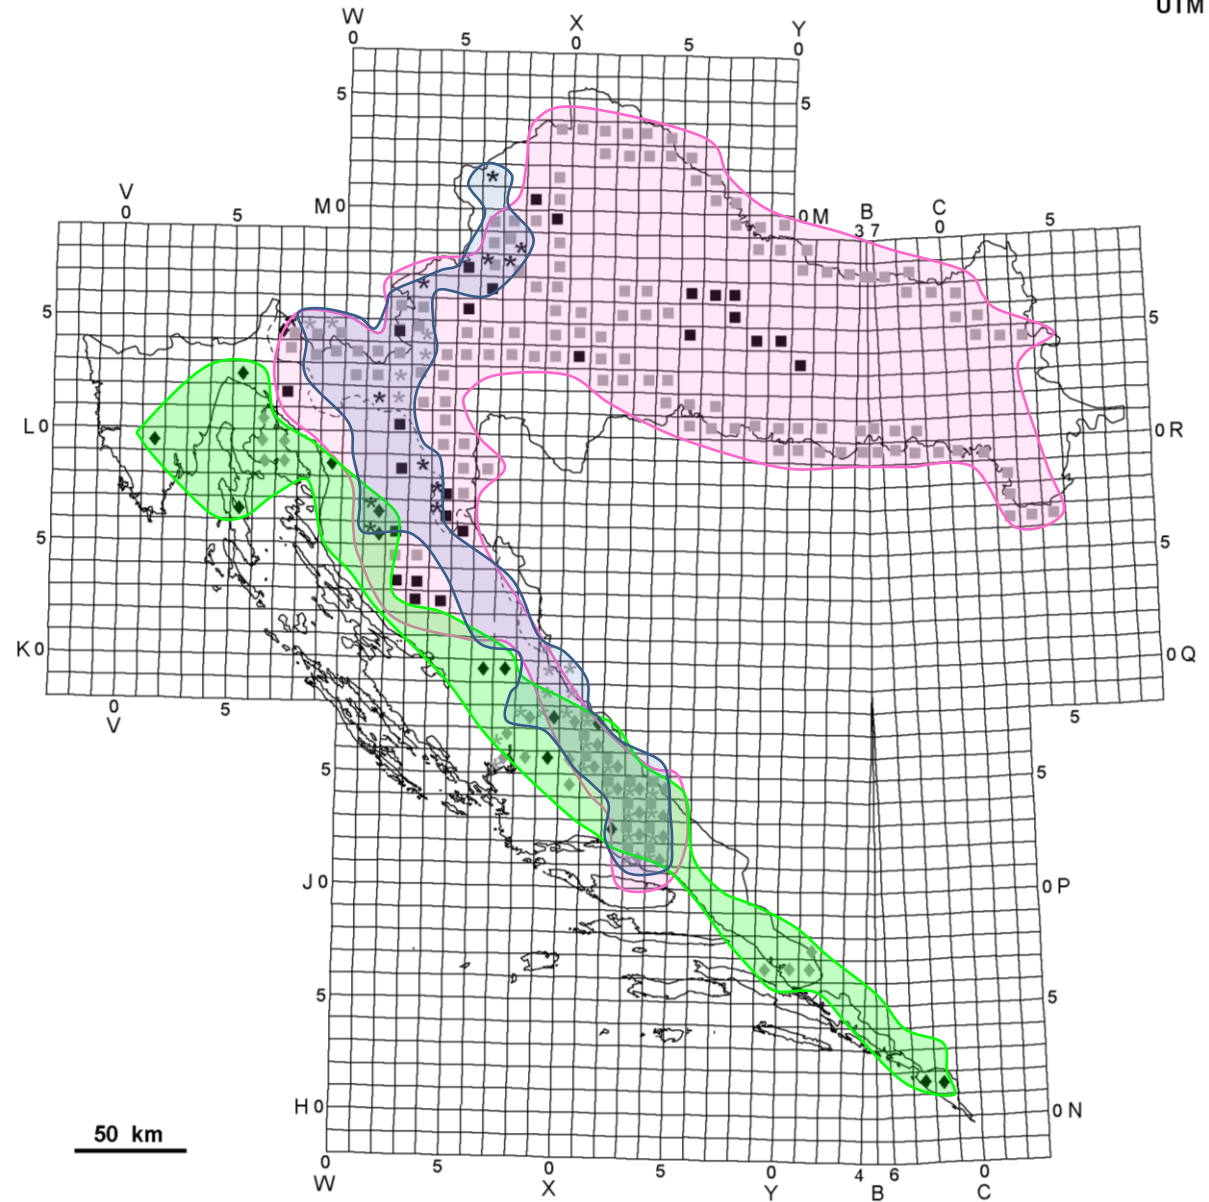 UTM
W X Y
0 5 0 5 0
5 5
V B C
0 5 M 0 0 M 3 7 0 5
5 5
L 0 0 R
5 5
K 0 0 Q
0 5 5
V
5 5
J 0 0 P
5 5
H 0 0 N
50 km
0 5 0 5 0 4 6 0
W X Y B C